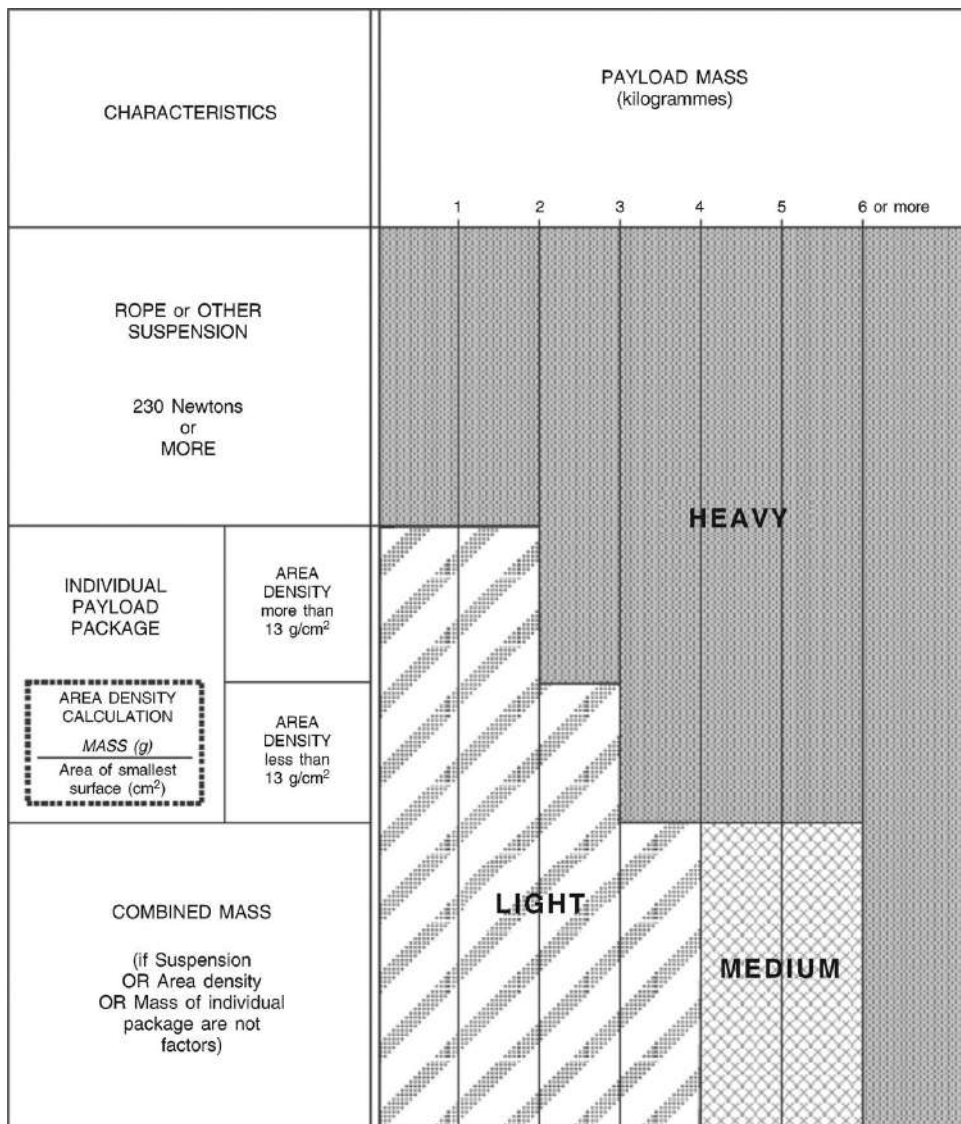 CHARACTERISTICS
PAYLOAD MASS
(kilogrammes)
1 2 3 4 5 6 or more
ROPE or OTHER
SUSPENSION
230 Newtons
or
MORE
HEAVY
INDIVIDUAL
PAYLOAD
PACKAGE
AREA
DENSITY
more than
13 g/cm²
AREA DENSITY
CALCULATION
MASS (g)
Area of smallest
surface (cm²)
AREA
DENSITY
less than
13 g/cm²
COMBINED MASS
(if Suspension
OR Area density
OR Mass of individual
package are not
factors)
LIGHT
MEDIUM